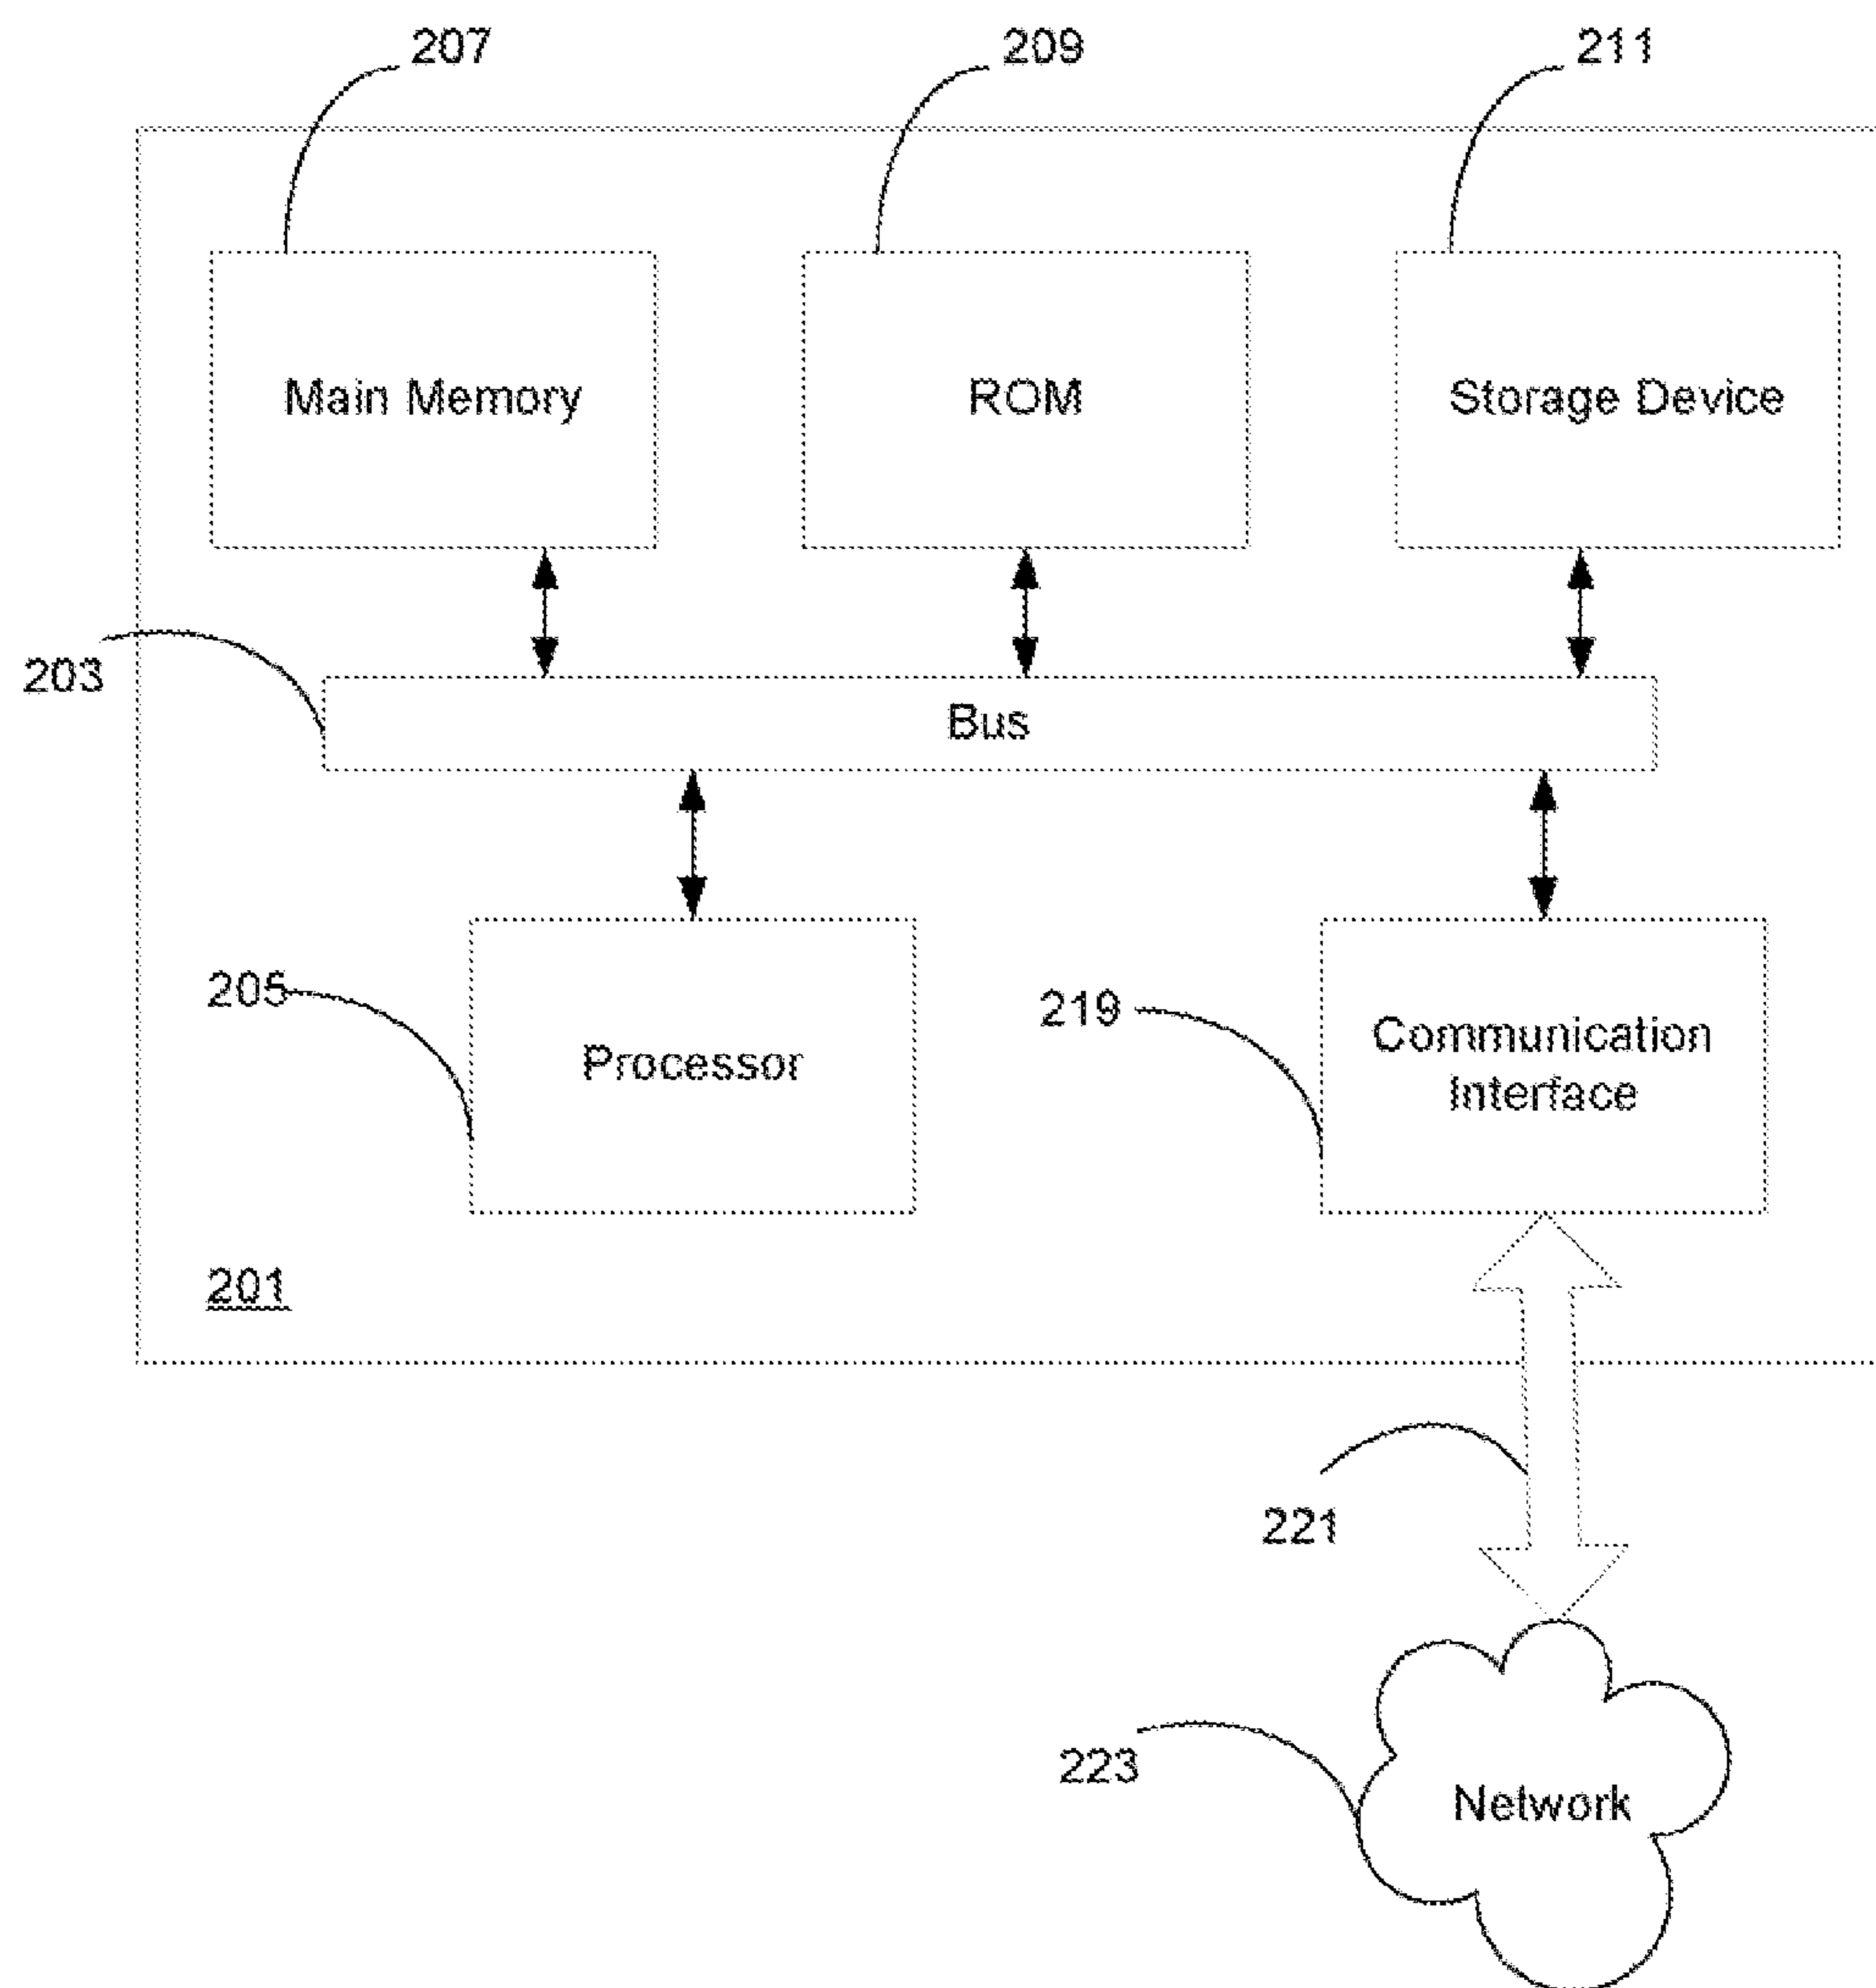 207
209
211
Main Memory
ROM
Storage Device
203
Bus
205
Processor
219
Communication
Interface
201
221
223
Network